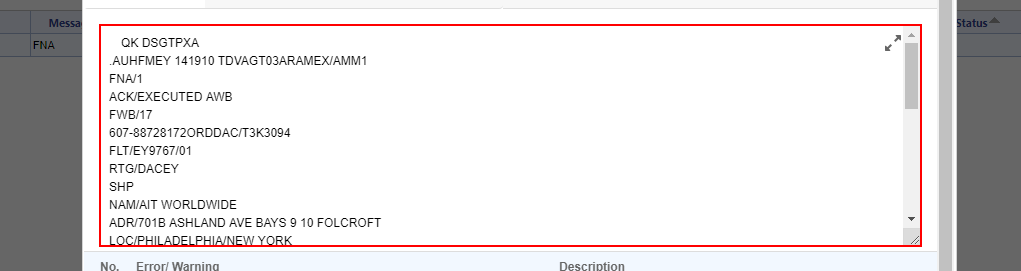 Messa
Status
FNA
QK DSGTPXA
.AUHFMEY 141910 TDVAGT03ARAMEX/AMM1
FNA/1
ACK/EXECUTED AWB
FWB/17
607-88728172ORDDAC/T3K3094
FLT/EY9767/01
RTG/DACEY
SHP
NAM/AIT WORLDWIDE
ADR/701B ASHLAND AVE BAYS 9 10 FOLCROFT
LOC/PHILADELPHIA/NEW YORK
No. Error/ Warning Description